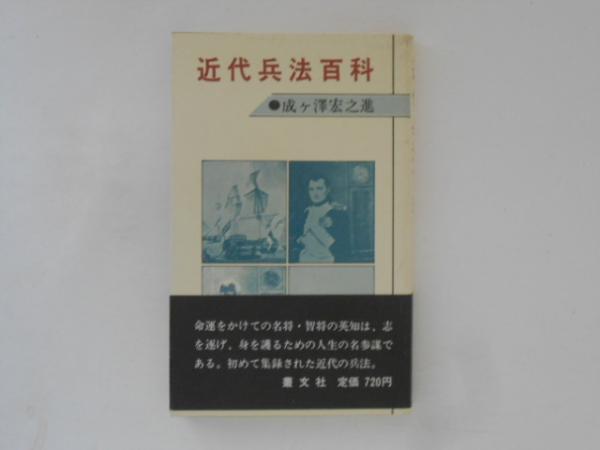 近代兵法百科
●成ヶ澤宏之進
命運をかけての名将・智将の英知は、志
を遂げ、身を護るための人生の名参謀で
ある。初めて集録された近代の兵法。
叢文社 定価 720円